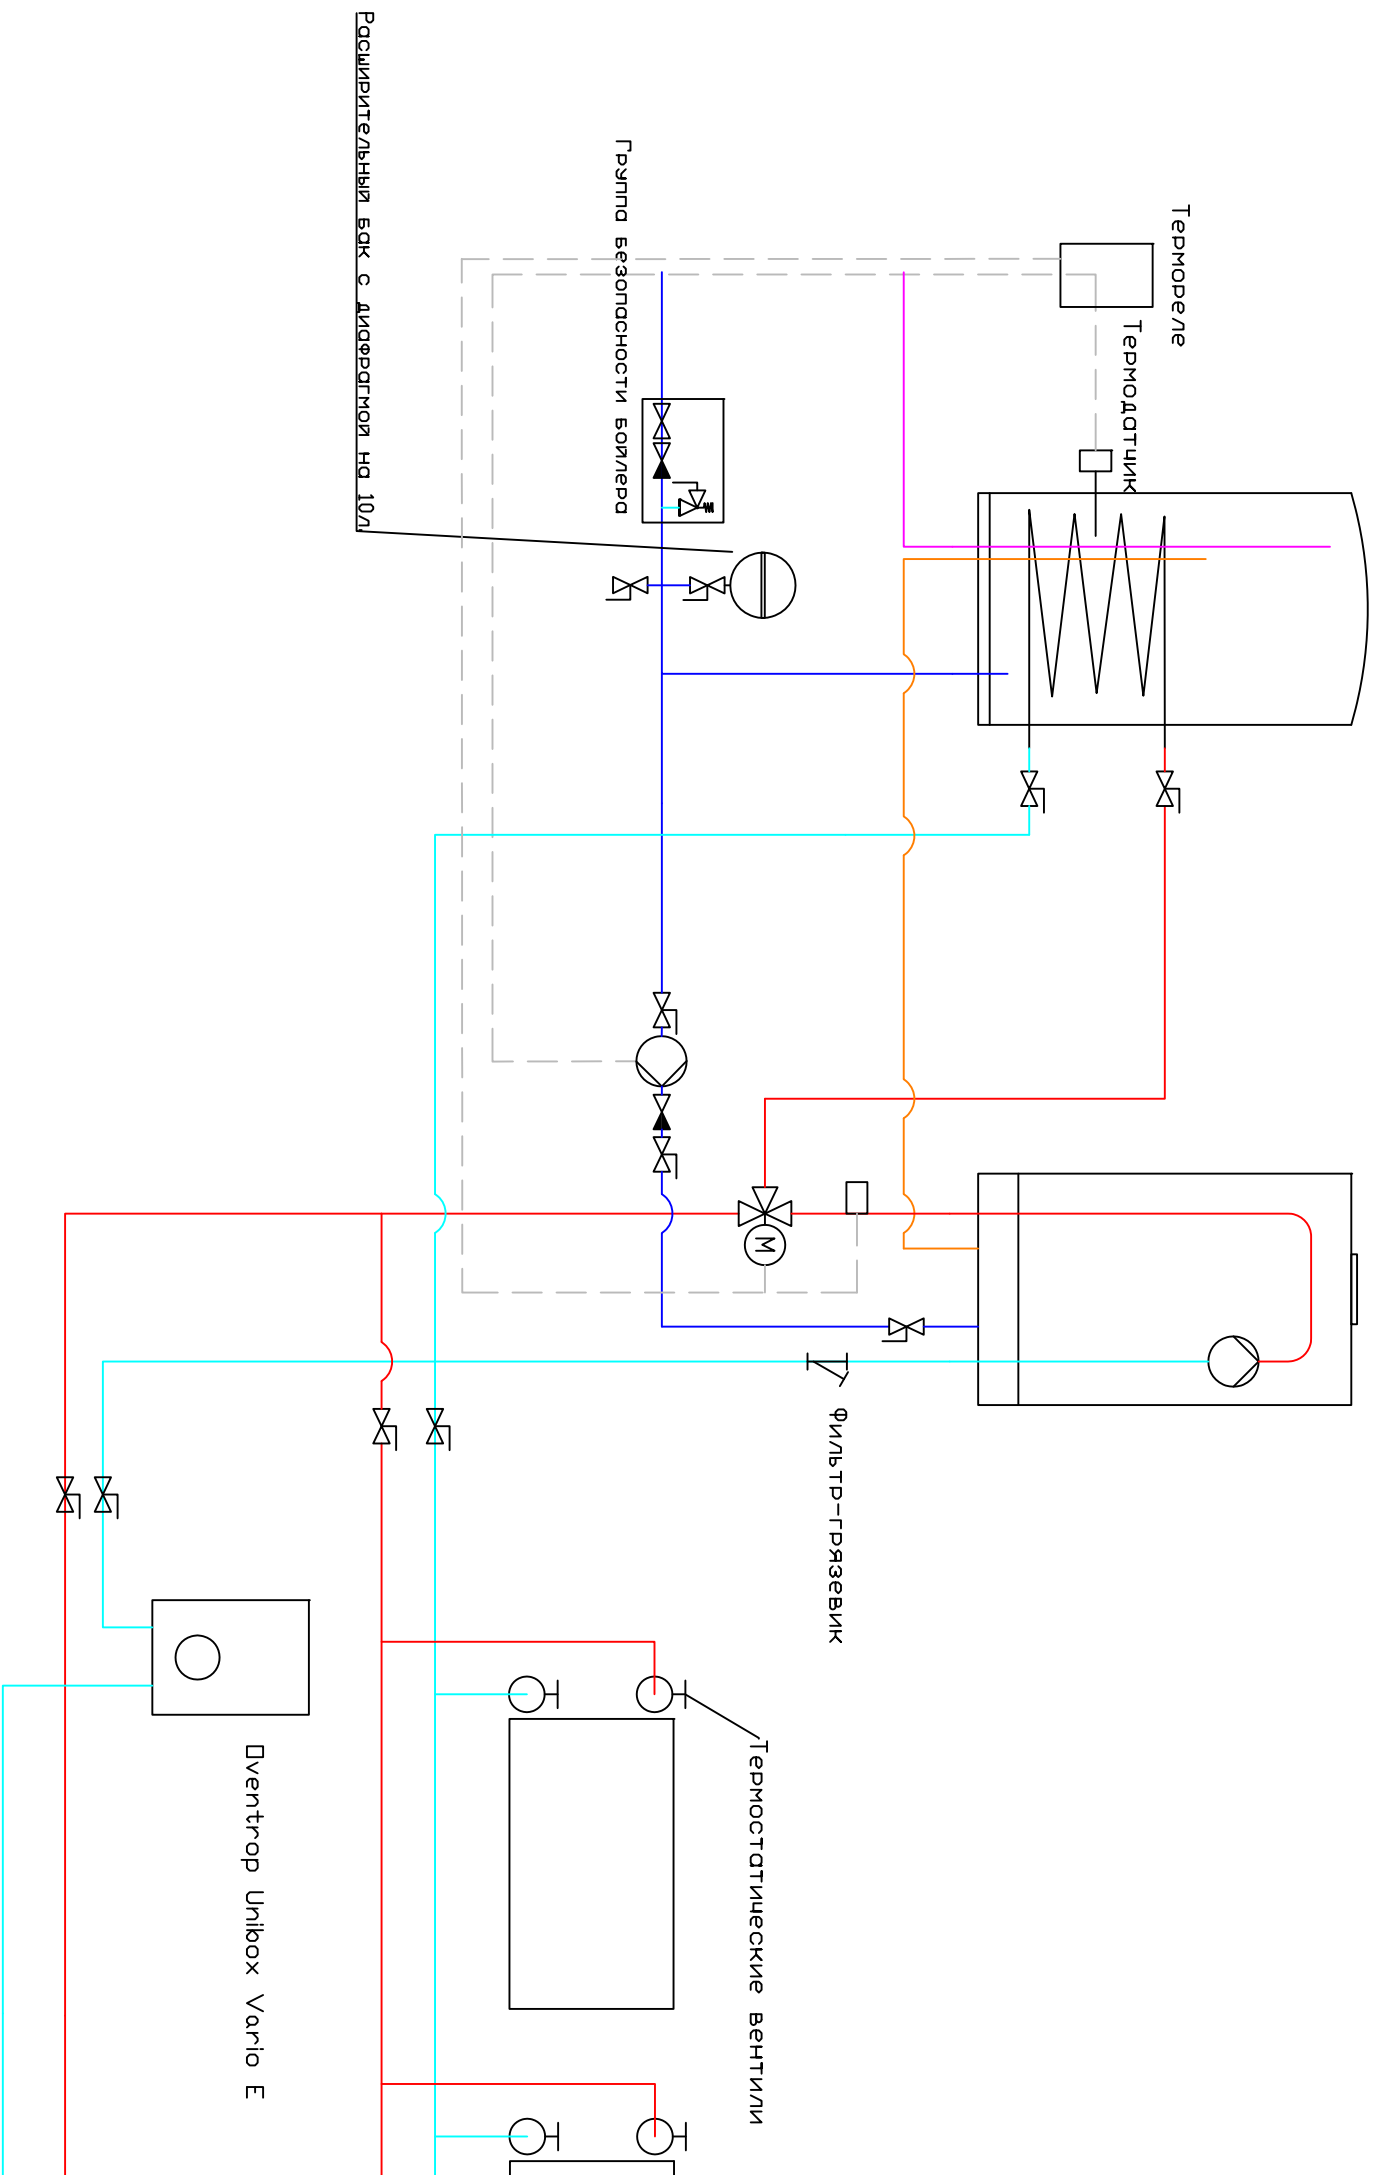 Термореле
Термодатчик
Группа безопасности бойлера
Расширительный бак с диафрагмой на 10л.
M
Фильтр-грязевик
Термостатические вентили
Oventrop Unibox Vario E